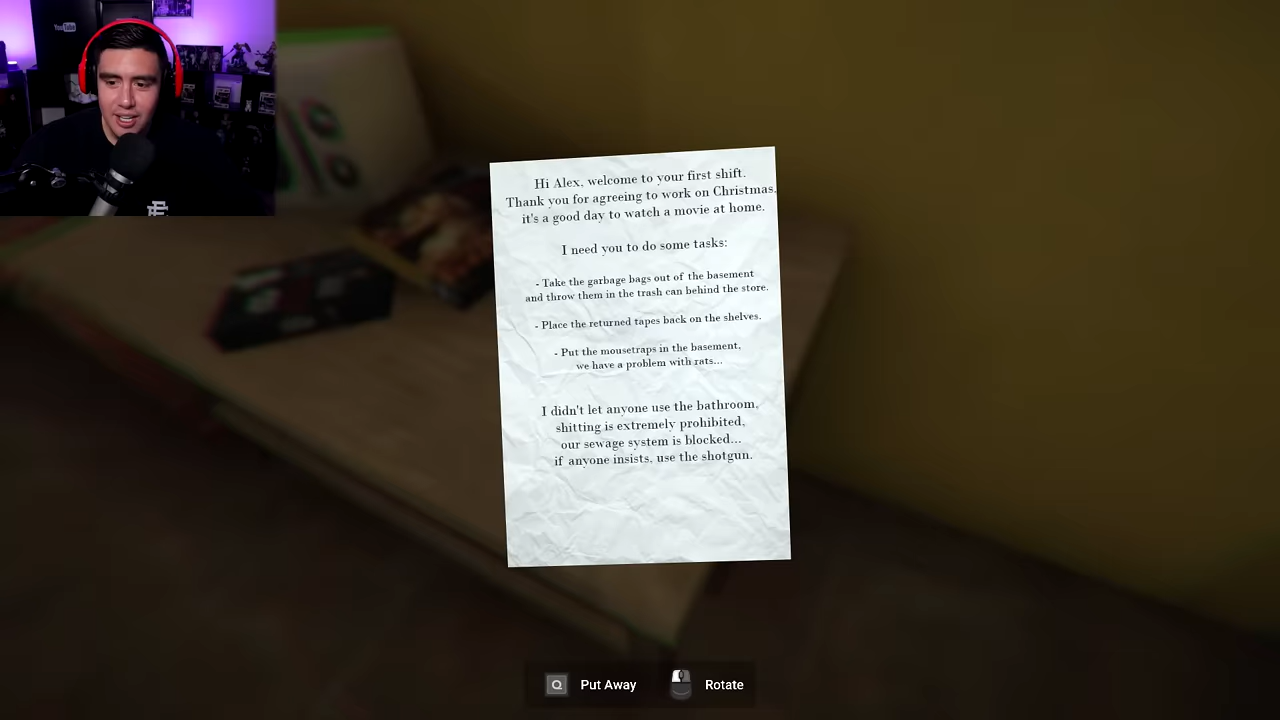 YouTube
Hi Alex, welcome to your first shift.
Thank you for agreeing to work on Christmas,
it's a good day to watch a movie at home.
I need you to do some tasks:
- Take the garbage bags out of the basement
and throw them in the trash can behind the store.
- Place the returned tapes back on the shelves.
- Put the mousetraps in the basement,
we have a problem with rats...
I didn't let anyone use the bathroom,
shitting is extremely prohibited,
our sewage system is blocked...
if anyone insists, use the shotgun.
Q Put Away Rotate